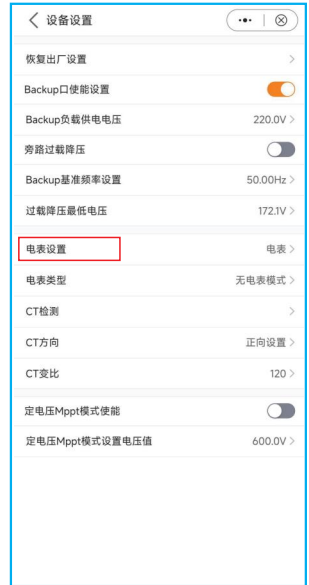 设备设置
恢复出厂设置
Backup口使能设置
Backup负载供电电压 220.0V
旁路过载降压
Backup基准频率设置 50.00Hz
过载降压最低电压 172.1V
电表设置 电表
电表类型 无电表模式
CT检测
CT方向 正向设置
CT变比 120
定电压Mppt模式使能
定电压Mppt模式设置电压值 600.0V